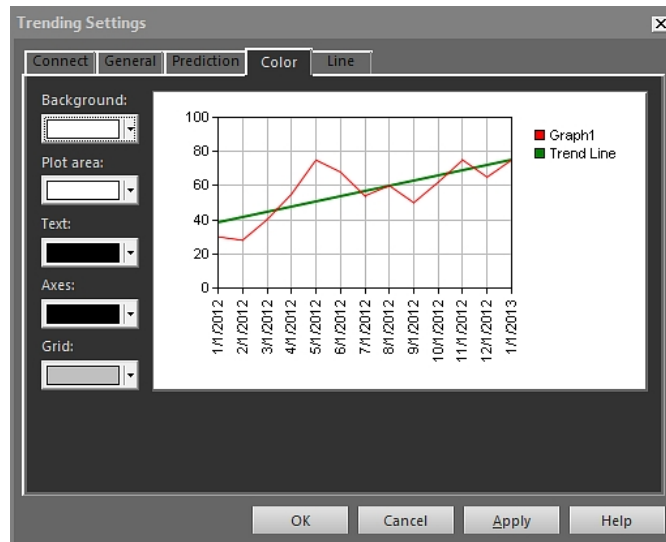 Trending Settings
Connect General Prediction Color Line
Background:
Plot area:
Text:
Axes:
Grid:
100
80
60
40
20
0
1/1/2012
2/1/2012
3/1/2012
4/1/2012
5/1/2012
6/1/2012
7/1/2012
8/1/2012
9/1/2012
10/1/2012
11/1/2012
12/1/2012
1/1/2013
Graph1
Trend Line
OK Cancel Apply Help